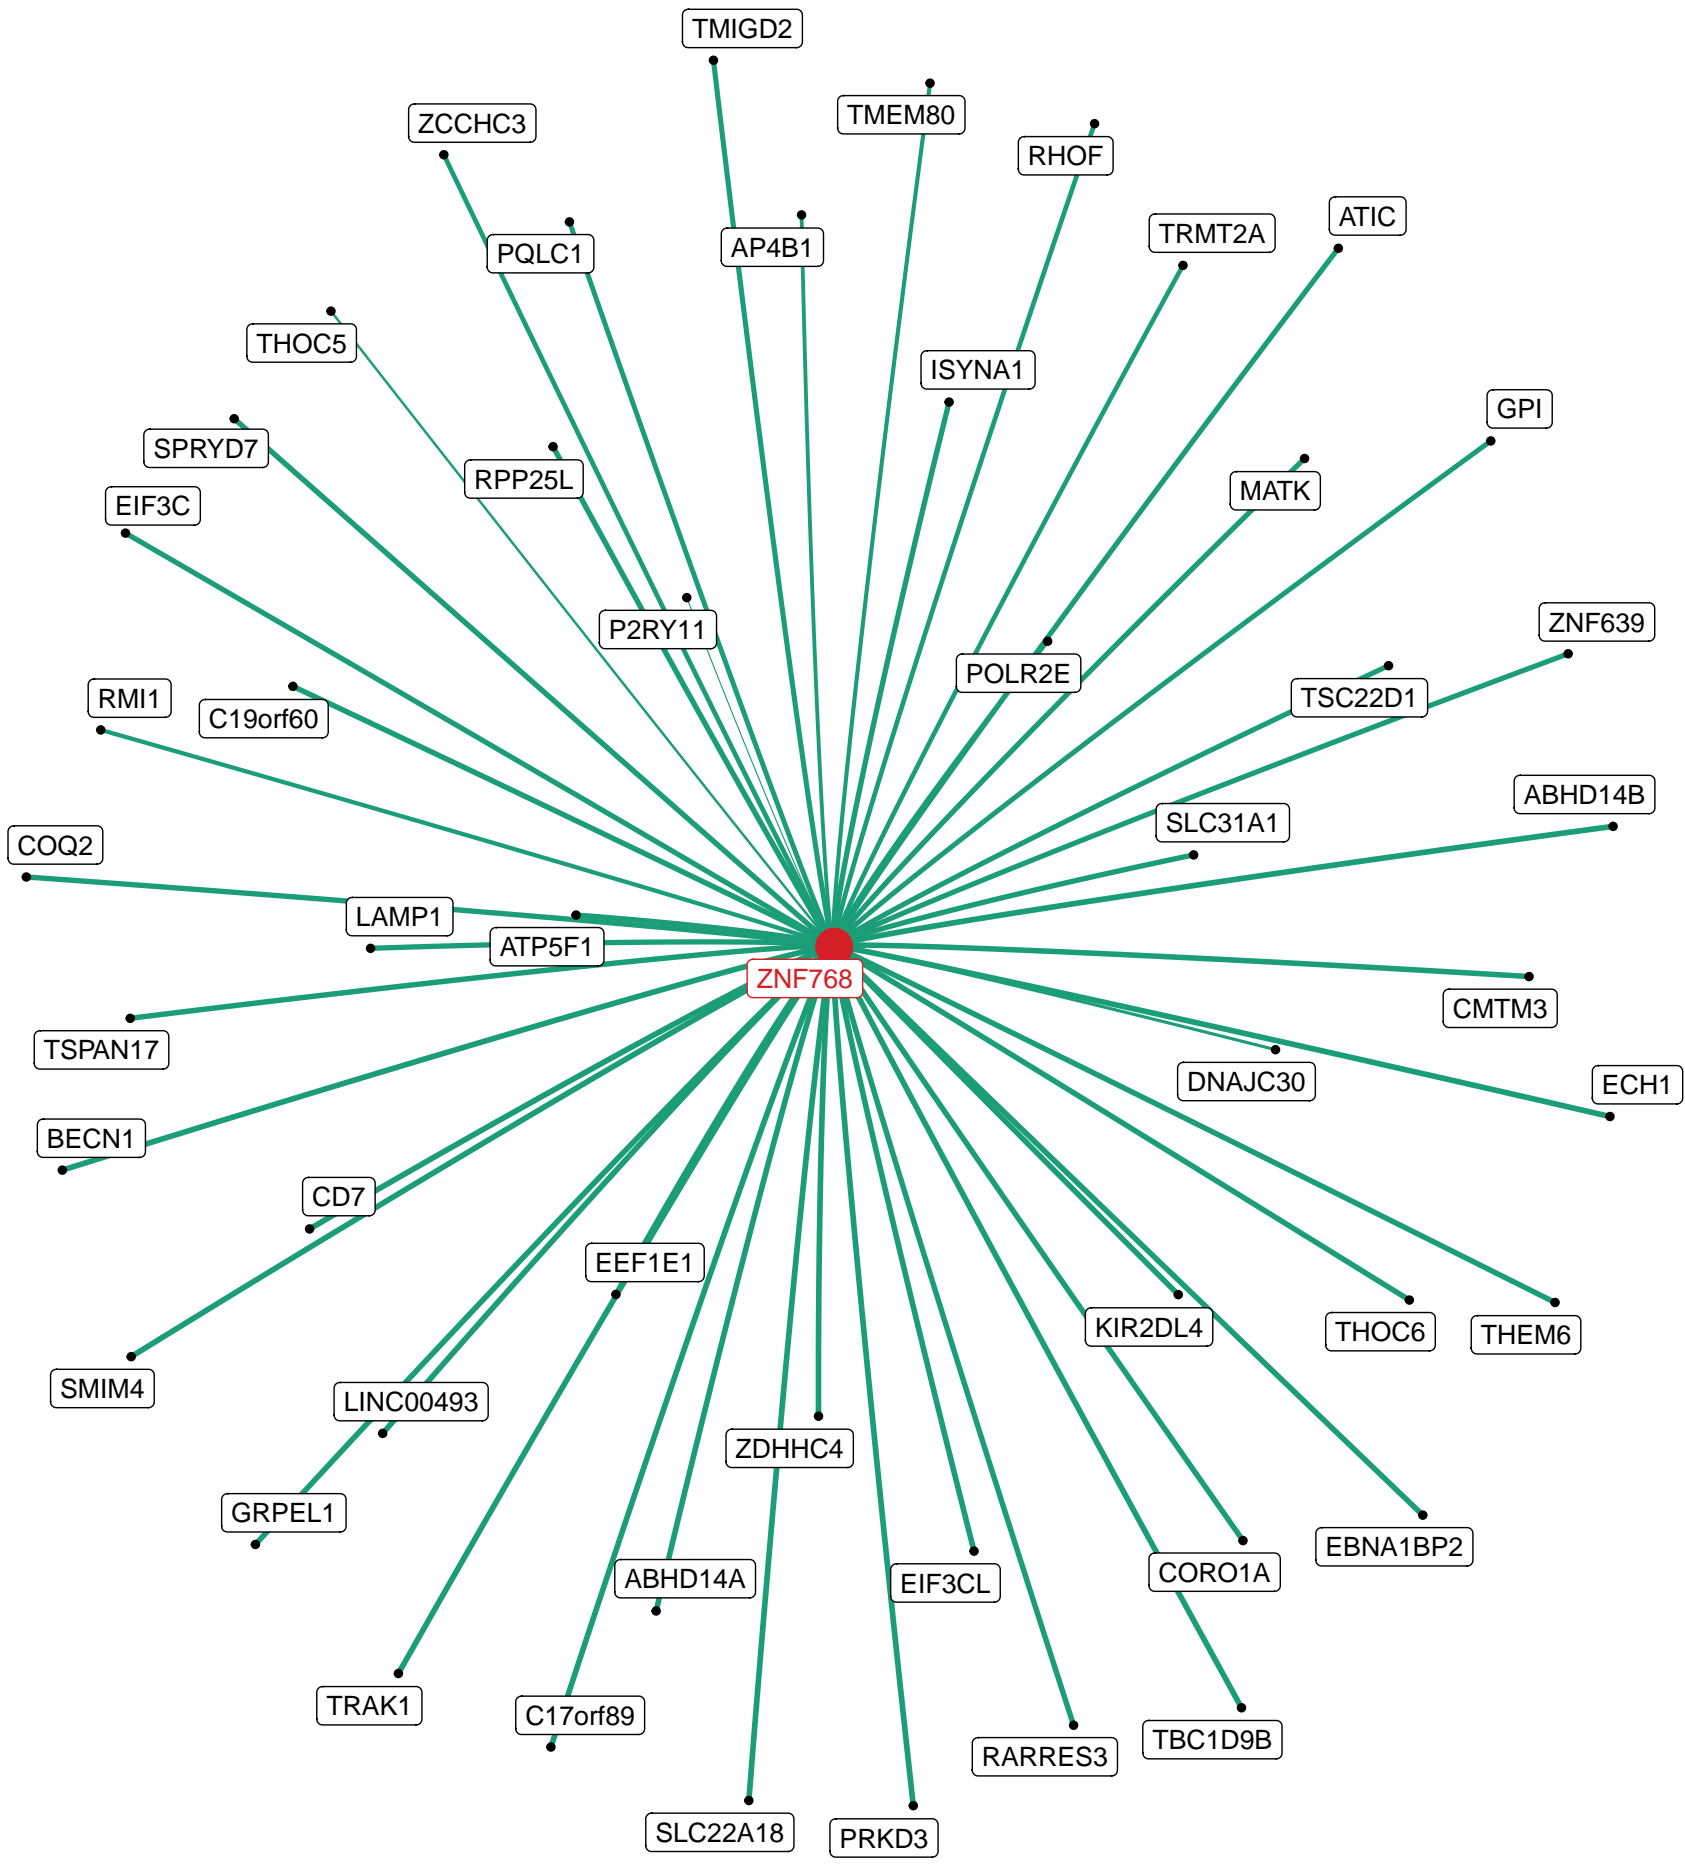 TMIGD2
TMEM80
ZCCHC3
RHOF
ATIC
TRMT2A
AP4B1
PQLC1
THOC5
ISYNA1
GPI
SPRYD7
RPP25L
MATK
EIF3C
ZNF639
P2RY11
POLR2E
RMI1
TSC22D1
C19orf60
ABHD14B
SLC31A1
COQ2
LAMP1
ATP5F1
ZNF768
CMTM3
TSPAN17
DNAJC30
ECH1
BECN1
CD7
EEF1E1
KIR2DL4
THOC6
THEM6
SMIM4
LINC00493
ZDHHC4
GRPEL1
EBNA1BP2
CORO1A
ABHD14A
EIF3CL
TRAK1
C17orf89
TBC1D9B
RARRES3
SLC22A18
PRKD3